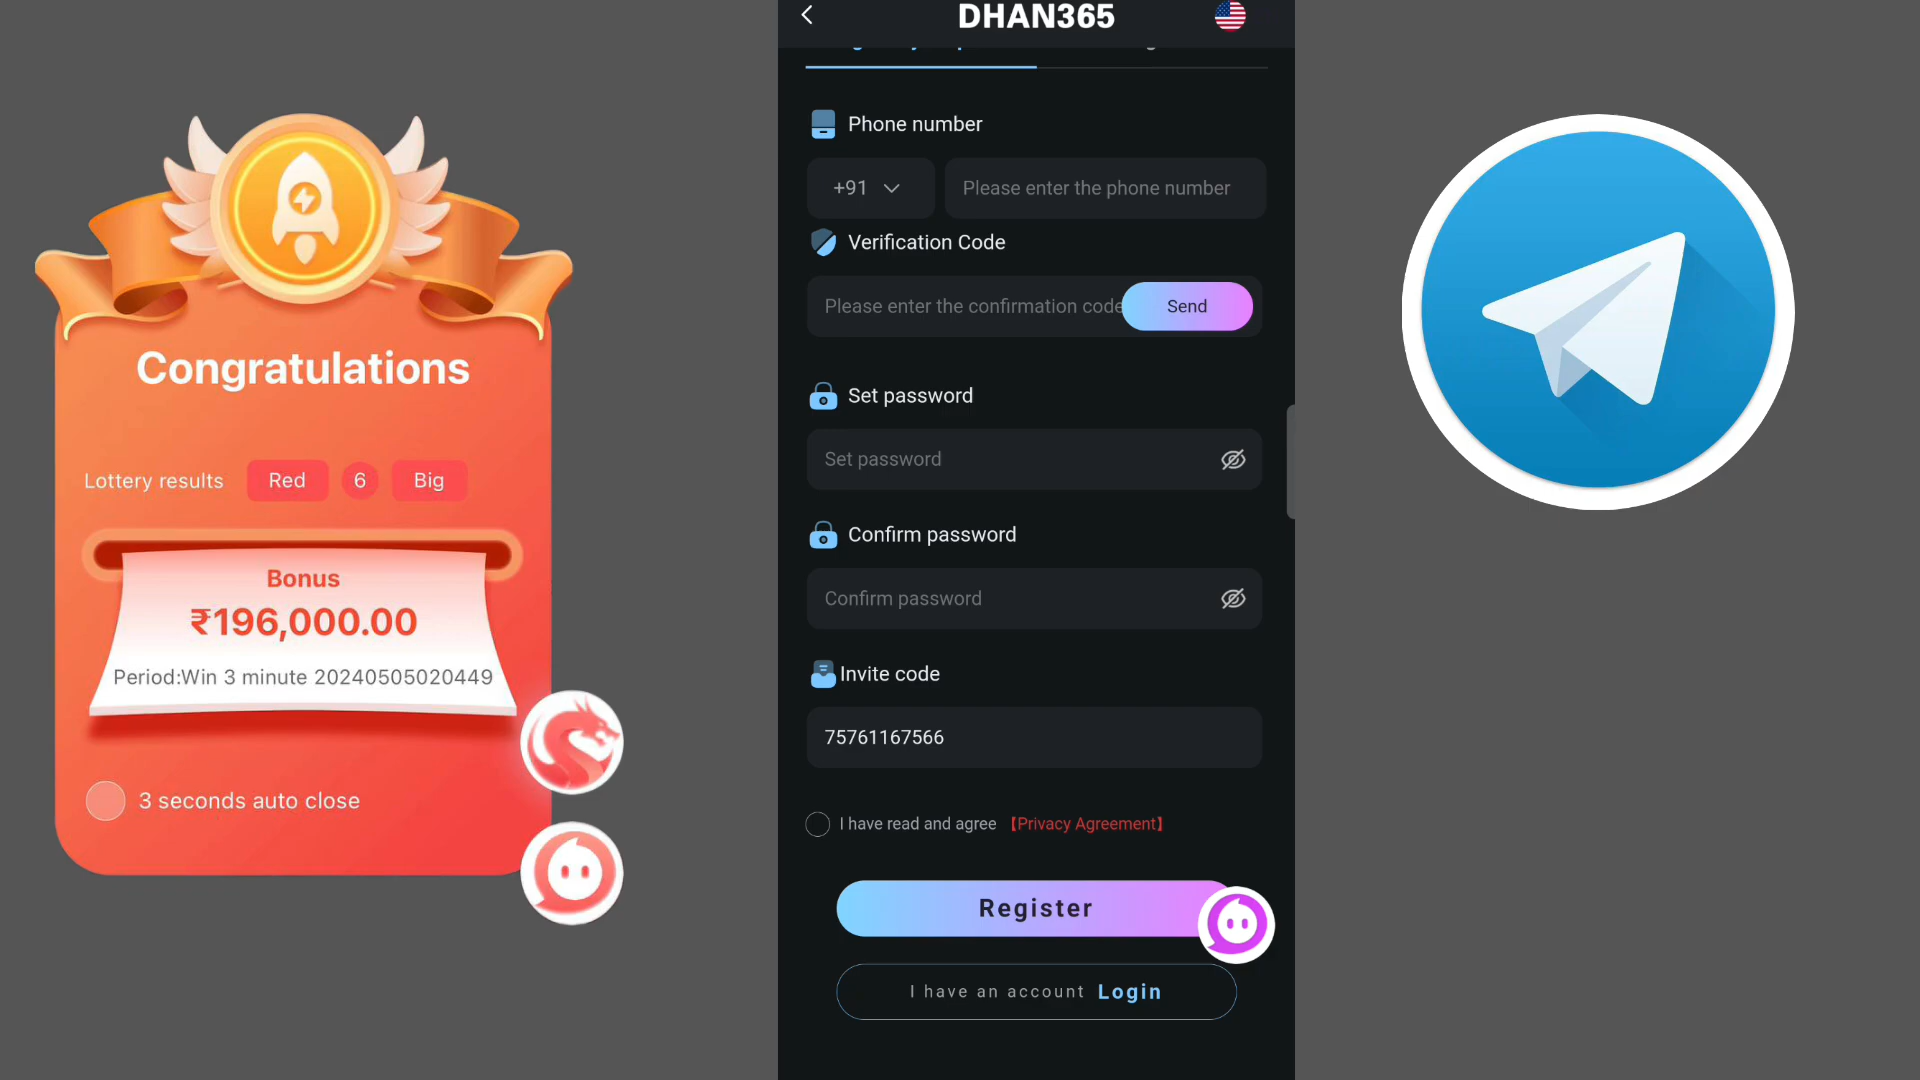 Congratulations
Lottery results Red 6 Big
Bonus
₹196,000.00
Period:Win 3 minute 20240505020449
3 seconds auto close
DHAN365
Phone number
+91 Please enter the phone number
Verification Code
Please enter the confirmation code Send
Set password
Set password
Confirm password
Confirm password
Invite code
75761167566
I have read and agree 【Privacy Agreement】
Register
I have an account Login